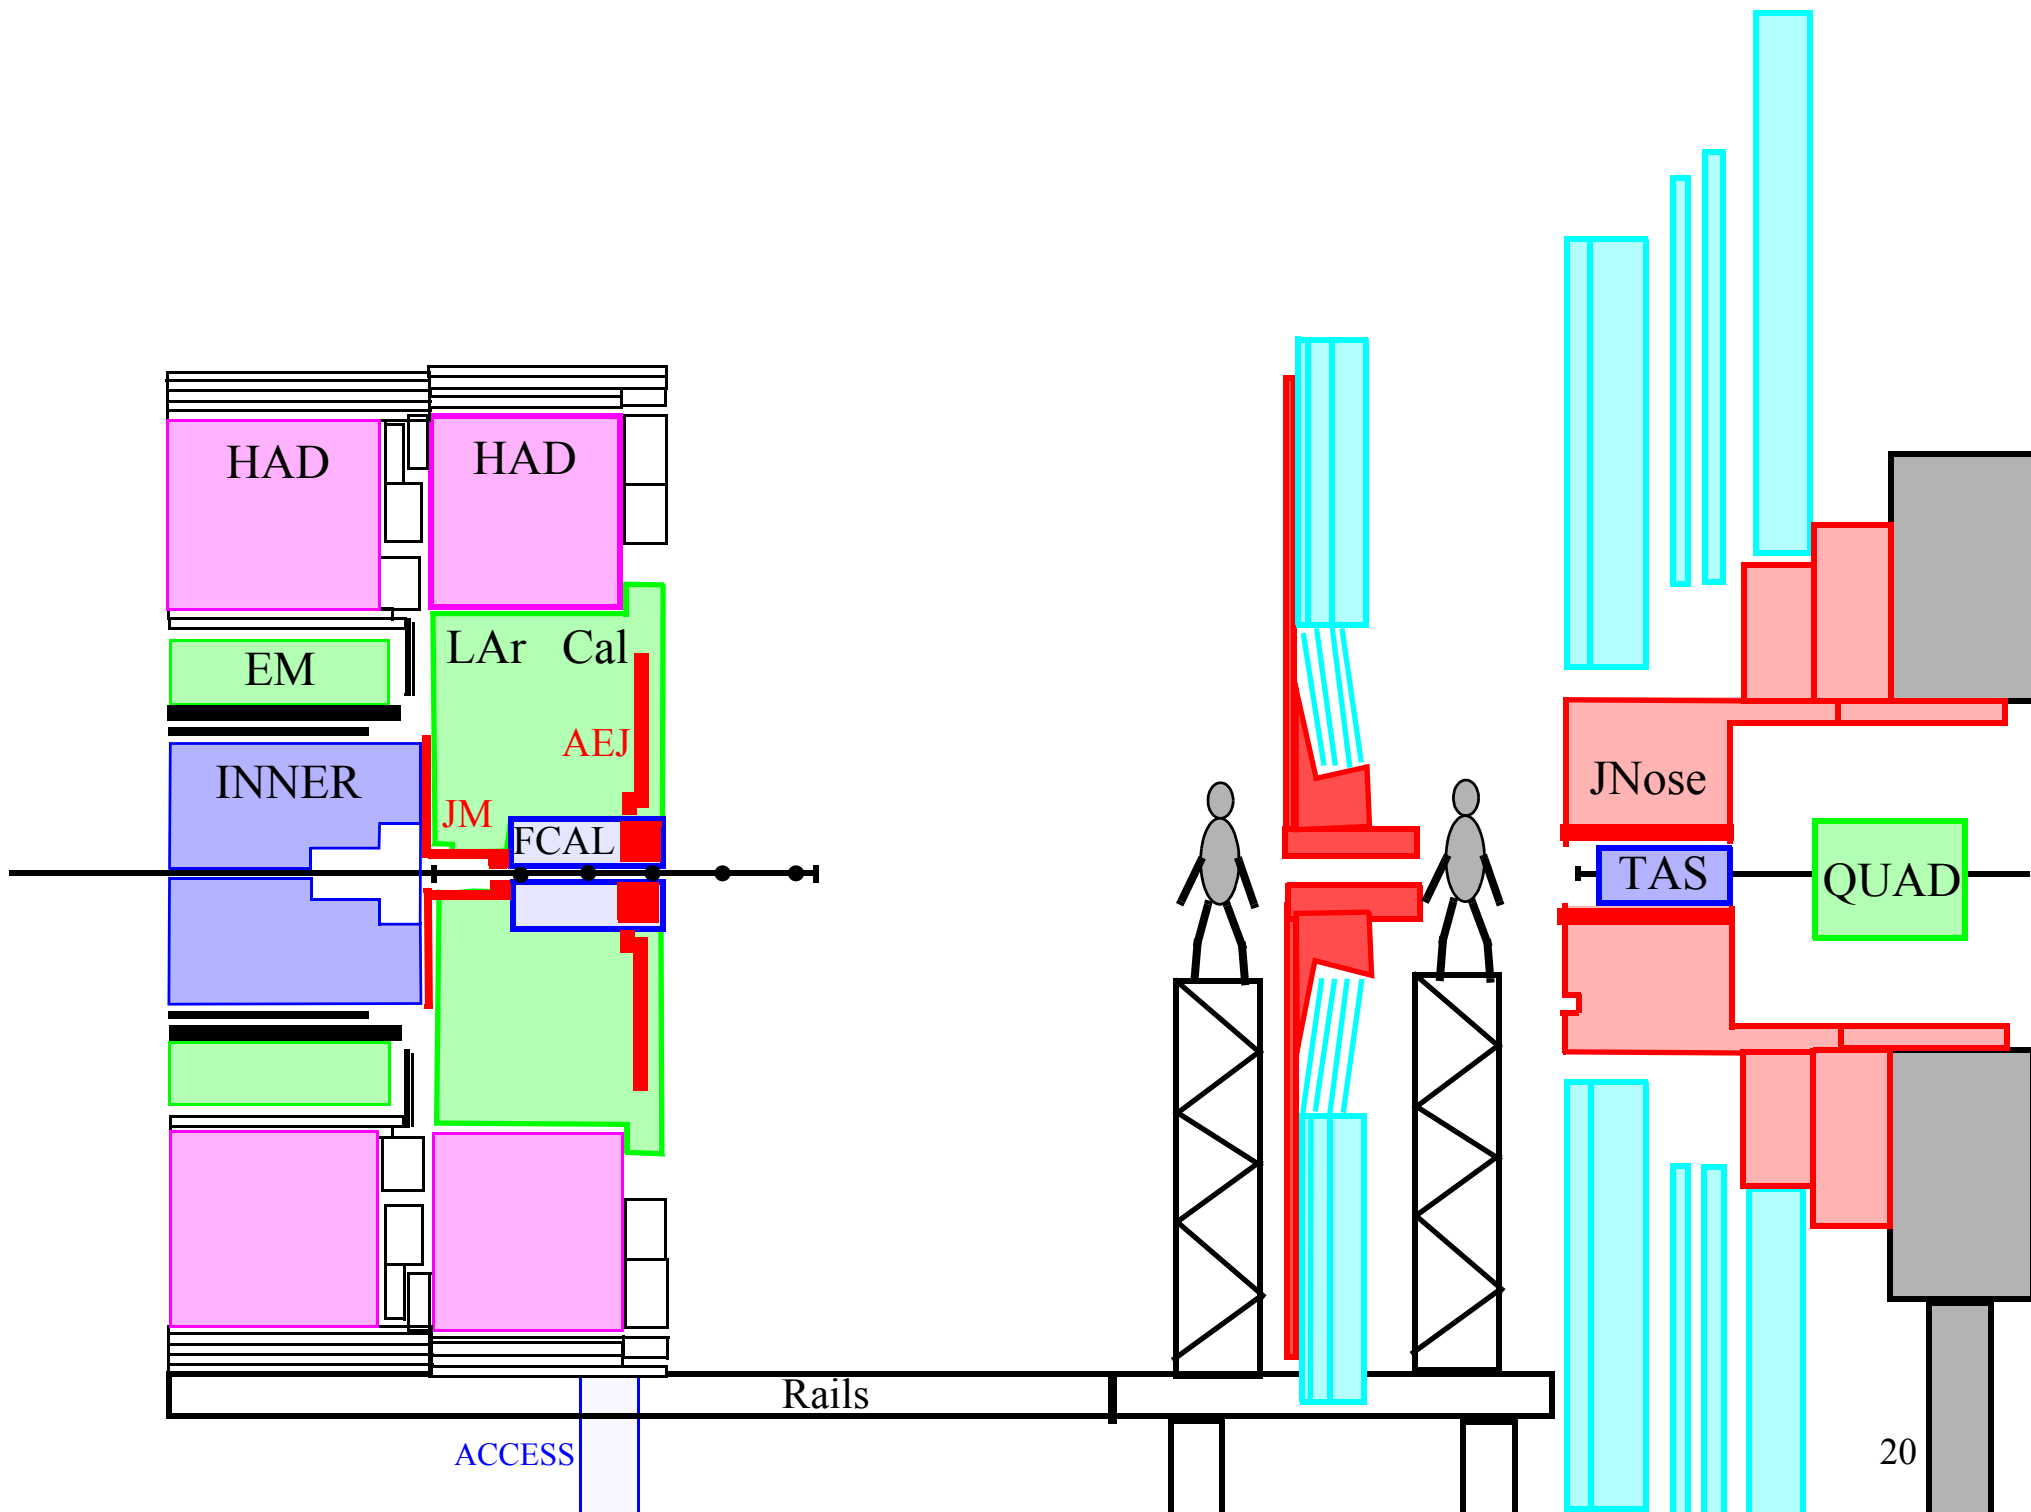 HAD
HAD
LAr Cal
EM
AEJ
INNER
JM
FCAL
JNose
TAS
QUAD
Rails
ACCESS
20